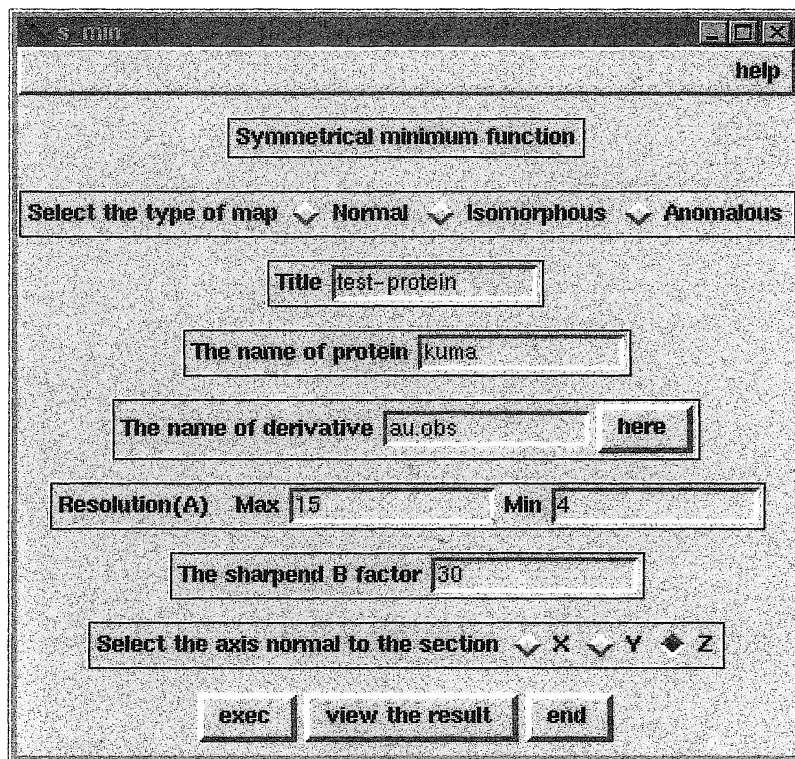 s_min
help
Symmetrical minimum function
Select the type of map Normal Isomorphous Anomalous
Title test-protein
The name of protein kuma
The name of derivative au.obs here
Resolution(A) Max 15 Min 4
The sharpend B factor 30
Select the axis normal to the section X Y Z
exec view the result end